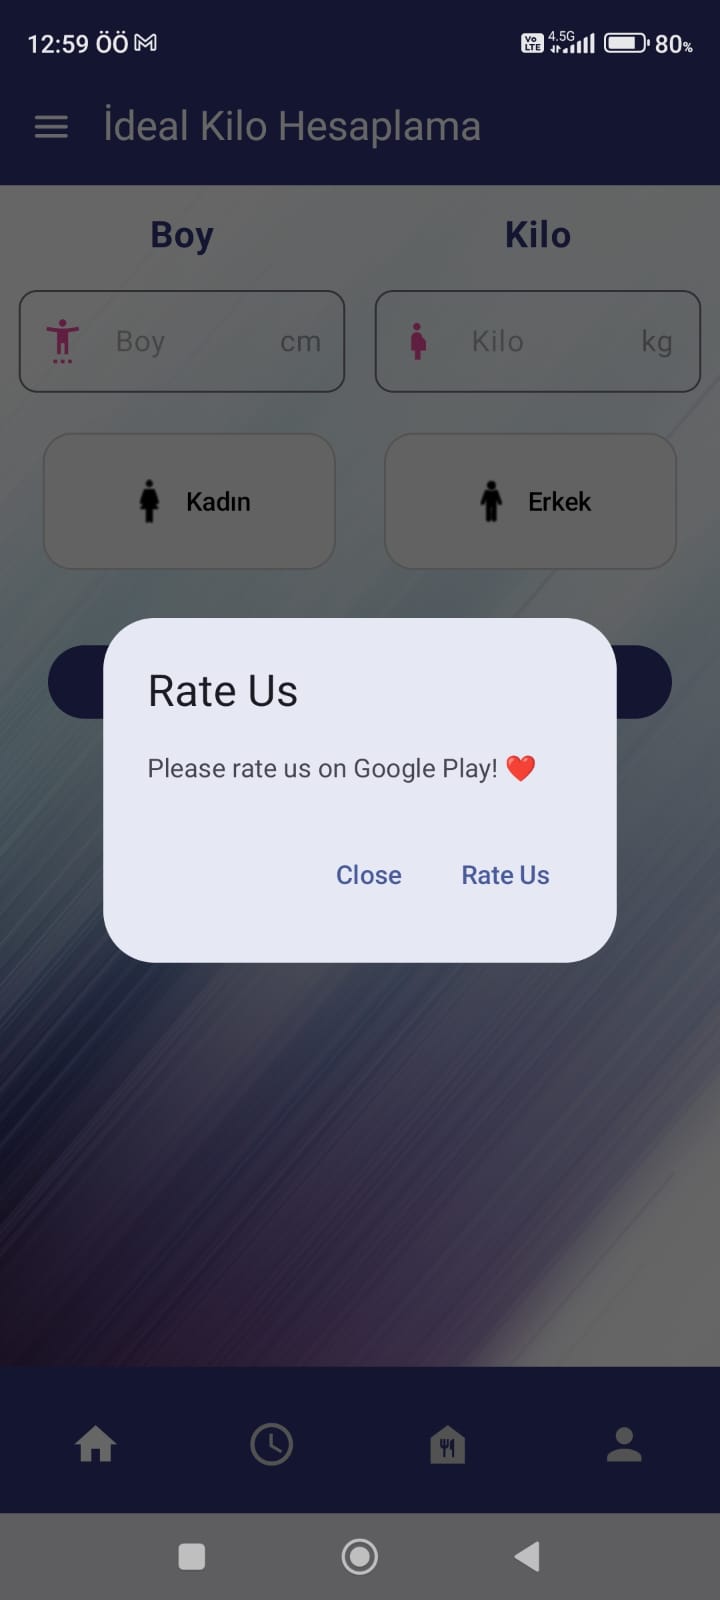 12:59 ÖÖ
Vo LTE 4.5G 80%
İdeal Kilo Hesaplama
Boy Kilo
Boy cm Kilo kg
Kadın Erkek
Rate Us
Please rate us on Google Play! ❤️
Close Rate Us